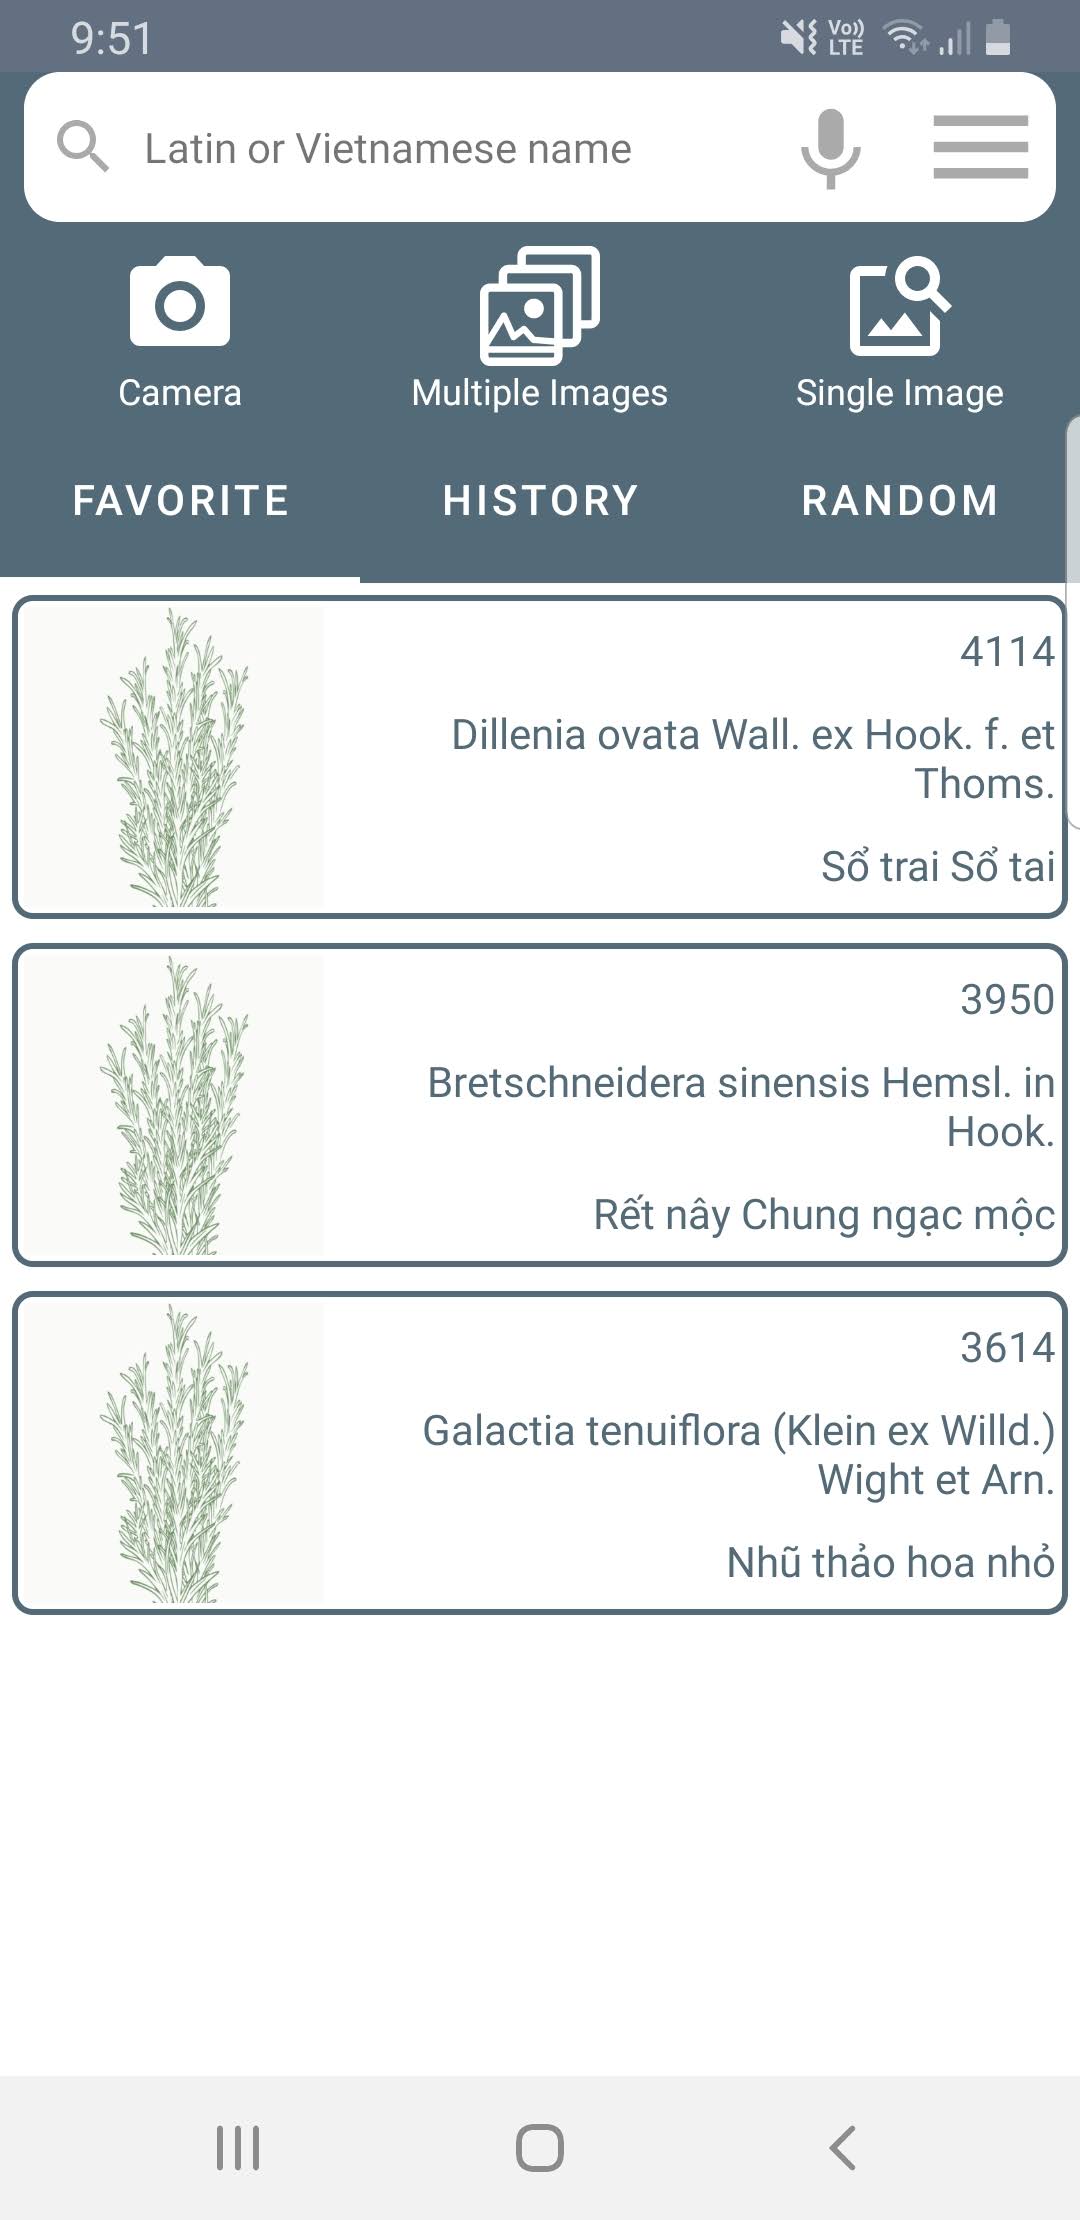 9:51
Vo))
LTE
Latin or Vietnamese name
Camera
Multiple Images
Single Image
FAVORITE
HISTORY
RANDOM
4114
Dillenia ovata Wall. ex Hook. f. et
Thoms.
Sổ trai Sổ tai
3950
Bretschneidera sinensis Hemsl. in
Hook.
Rết nây Chung ngạc mộc
3614
Galactia tenuiflora (Klein ex Willd.)
Wight et Arn.
Nhũ thảo hoa nhỏ